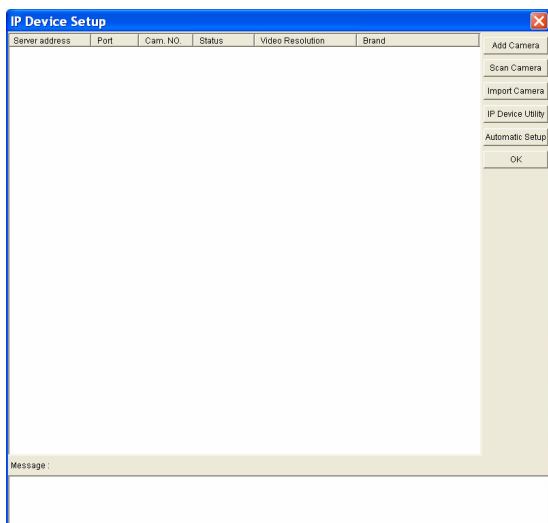 IP Device Setup
Server address Port Cam. NO. Status Video Resolution Brand
Add Camera
Scan Camera
Import Camera
IP Device Utility
Automatic Setup
OK
Message :